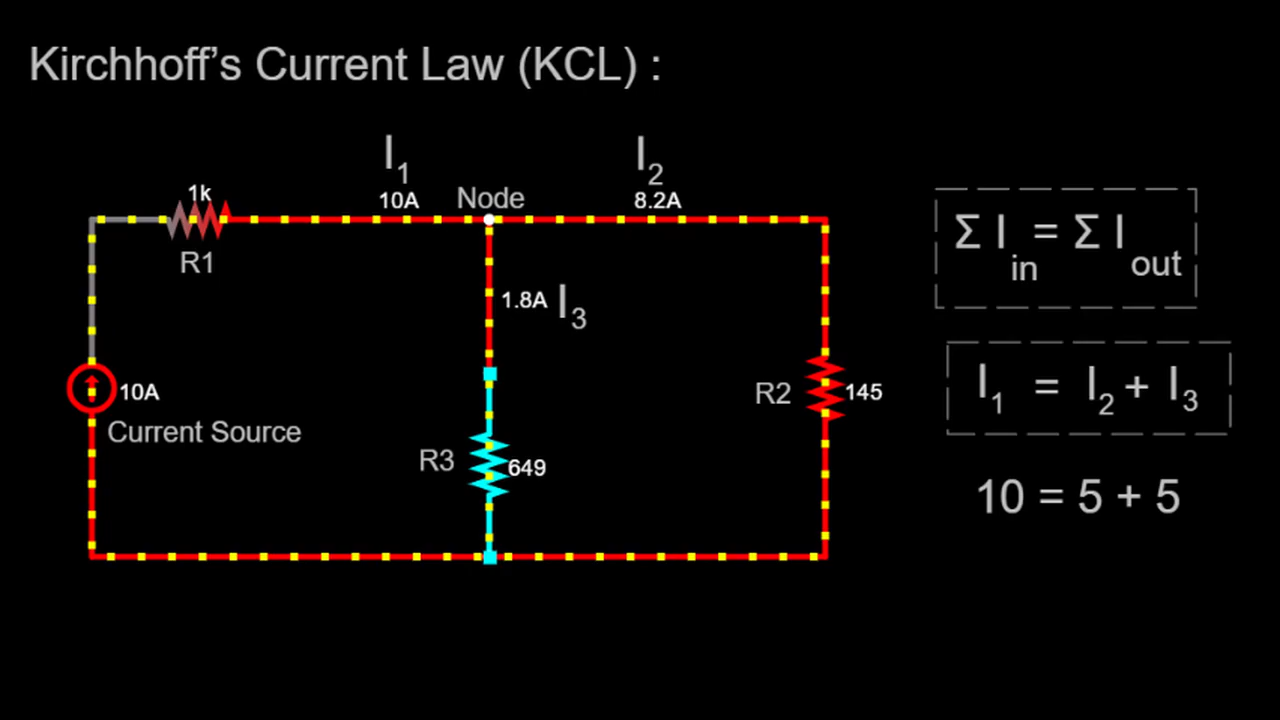 Kirchhoff's Current Law (KCL) :
I1
I2
1k
10A
Node
8.2A
R1
Σ Iin = Σ Iout
1.8A I3
I1 = I2 + I3
10A
R2
145
Current Source
R3
649
10 = 5 + 5